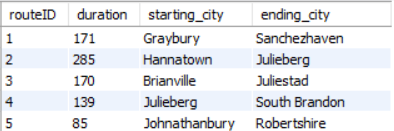 routeID duration starting_city ending_city
1 171 Graybury Sanchezhaven
2 285 Hannatown Julieberg
3 170 Brianville Juliestad
4 139 Julieberg South Brandon
5 85 Johnathanbury Robertshire